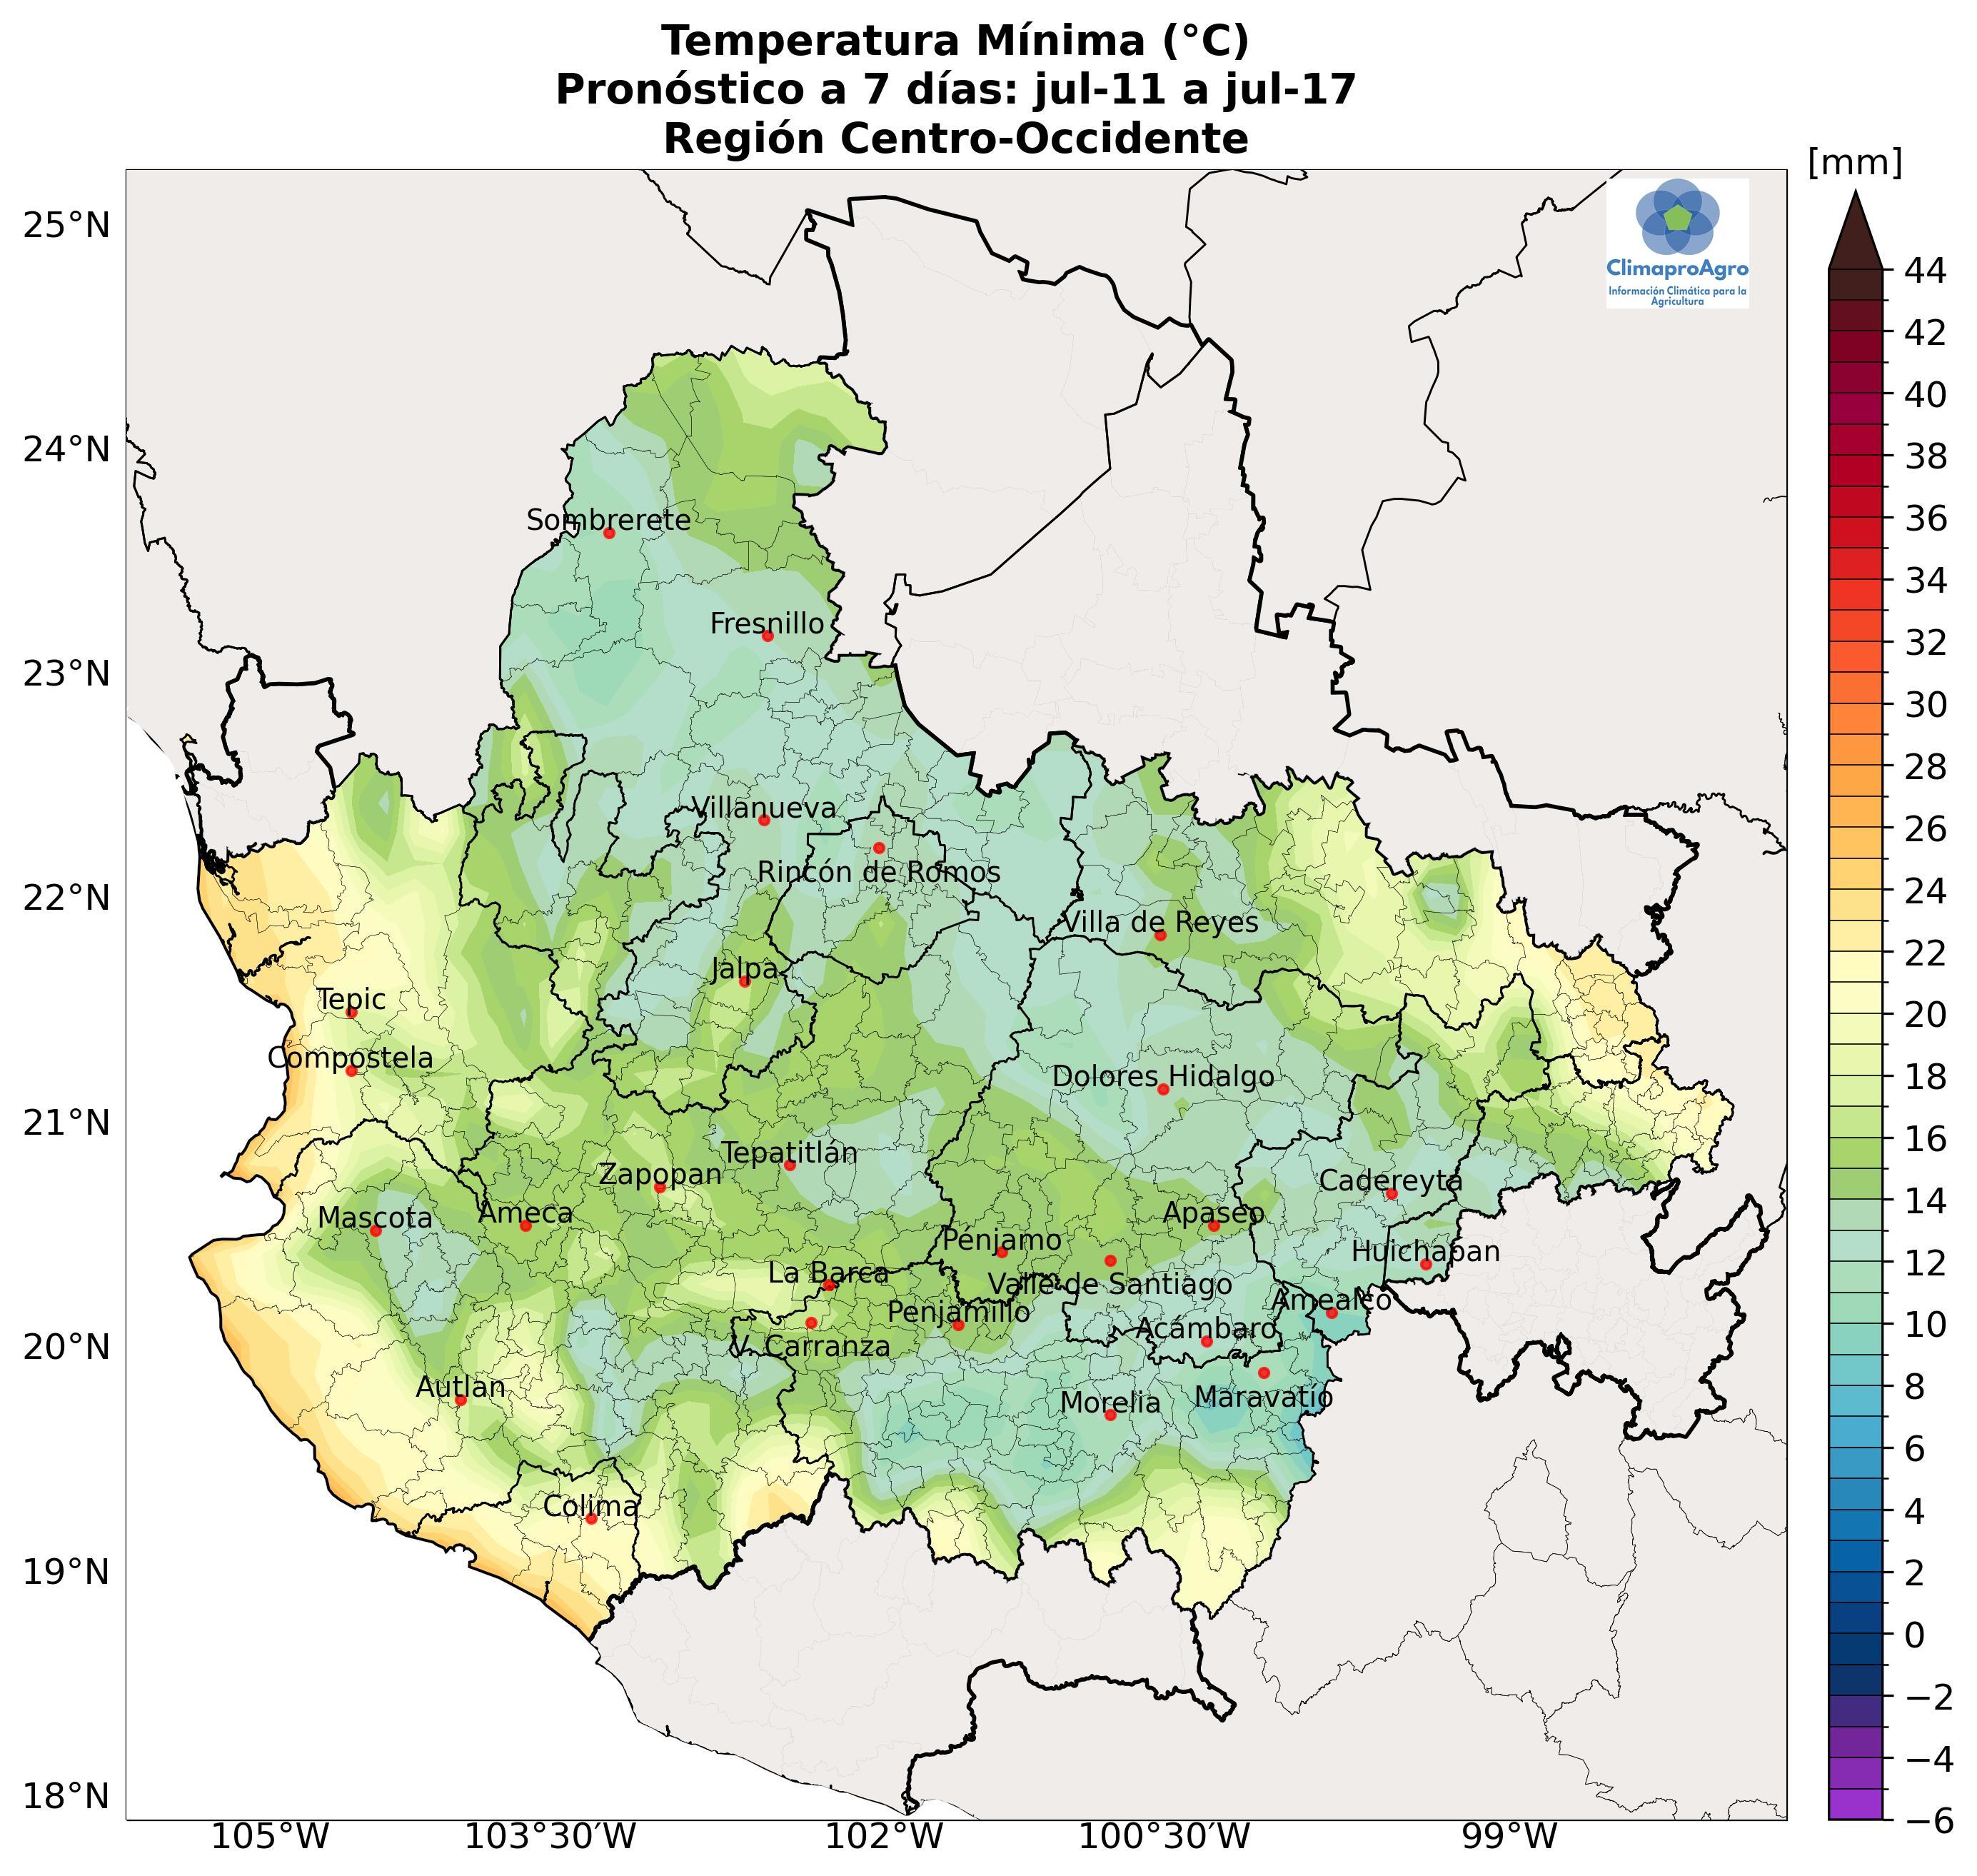 Temperatura Mínima (°C)
Pronóstico a 7 días: jul-11 a jul-17
Región Centro-Occidente
[mm]
ClimaproAgro
Información Climática para la
Agricultura
25°N
24°N
23°N
22°N
21°N
20°N
19°N
18°N
Sombrerete
Fresnillo
Villanueva
Rincón de Romos
Villa de Reyes
Jalpa
Tepic
Compostela
Dolores Hidalgo
Tepatitlán
Zapopan
Cadereyta
Mascota
Ameca
Apaseo
Pénjamo
Huichapan
La Barca
Valle de Santiago
Amealco
Penjamillo
Acámbaro
V. Carranza
Autlan
Maravatío
Morelia
Colima
105°W
103°30′W
102°W
100°30′W
99°W
44
42
40
38
36
34
32
30
28
26
24
22
20
18
16
14
12
10
8
6
4
2
0
−2
−4
−6